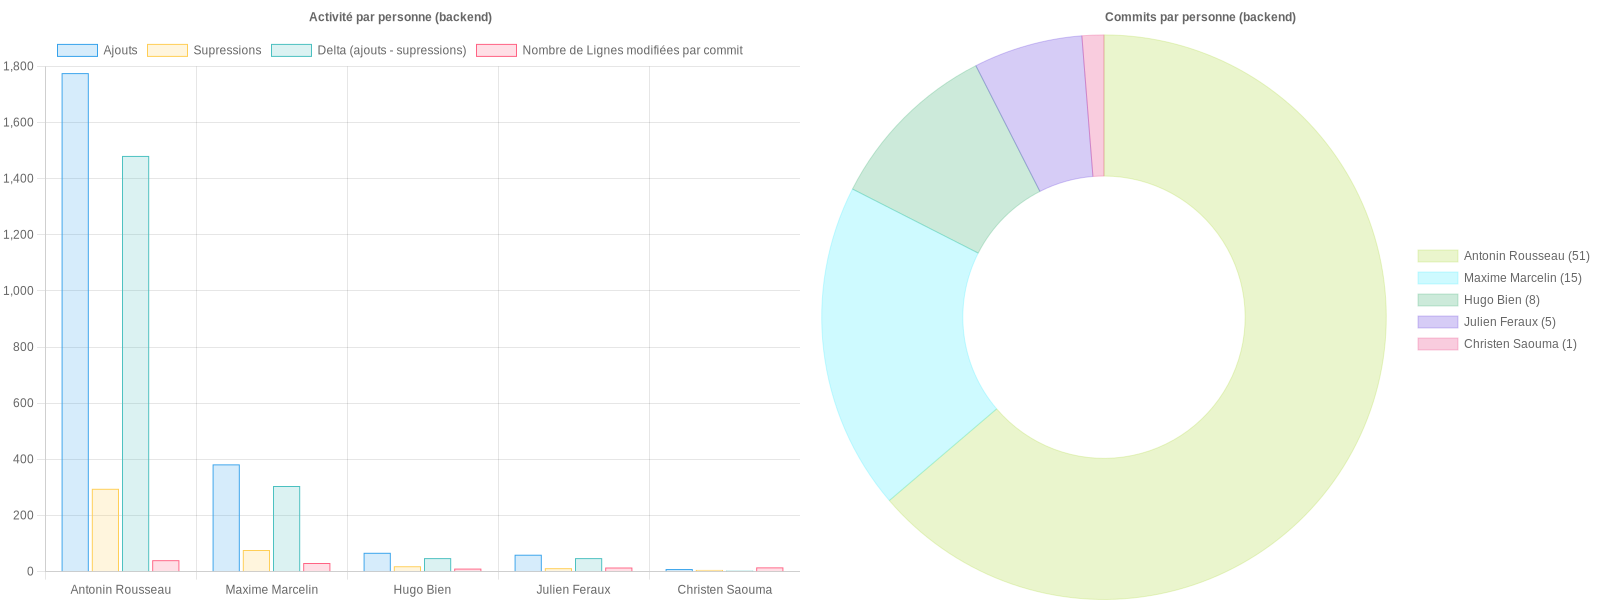 Activité par personne (backend)
Ajouts Supressions Delta (ajouts - supressions) Nombre de Lignes modifiées par commit
1,800
1,600
1,400
1,200
1,000
800
600
400
200
0
Antonin Rousseau Maxime Marcelin Hugo Bien Julien Feraux Christen Saouma
Commits par personne (backend)
Antonin Rousseau (51)
Maxime Marcelin (15)
Hugo Bien (8)
Julien Feraux (5)
Christen Saouma (1)